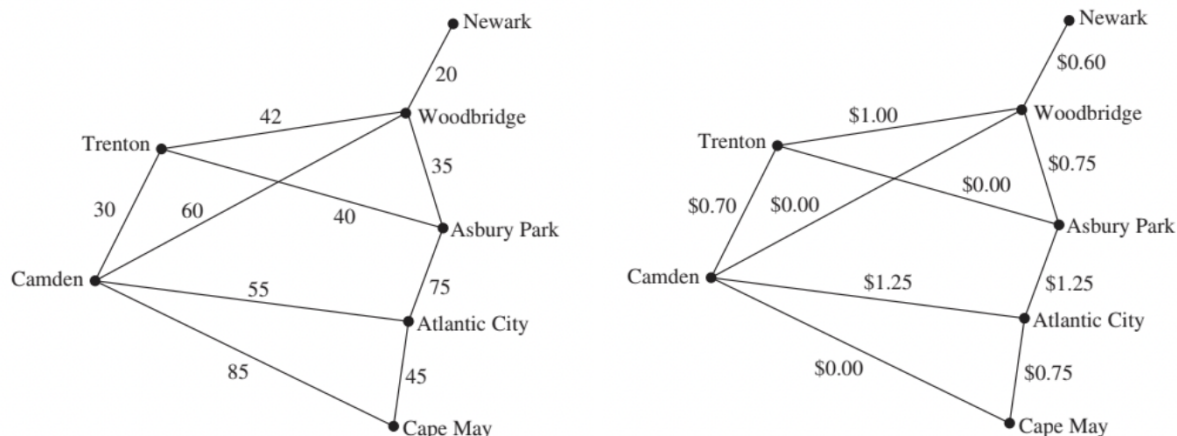 Newark
20
42
Woodbridge
Trenton
35
30
60
40
Asbury Park
Camden
55
75
Atlantic City
85
45
Cape May
Newark
$0.60
$1.00
Woodbridge
Trenton
$0.75
$0.70
$0.00
$0.00
Asbury Park
Camden
$1.25
$1.25
Atlantic City
$0.00
$0.75
Cape May